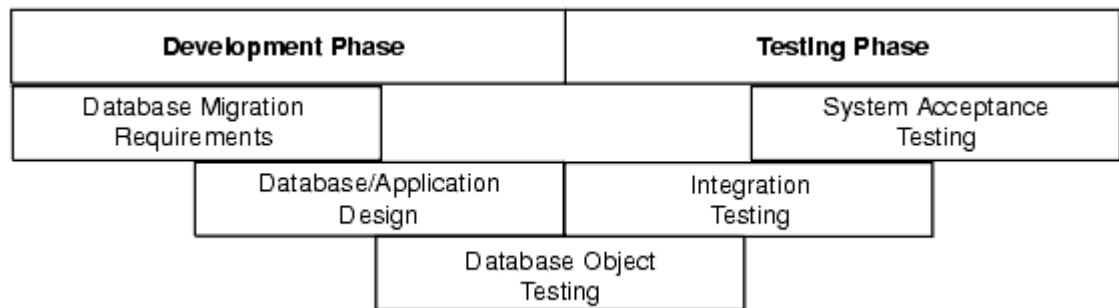 Development Phase
Testing Phase
Database Migration
Requirements
System Acceptance
Testing
Database/Application
Design
Integration
Testing
Database Object
Testing